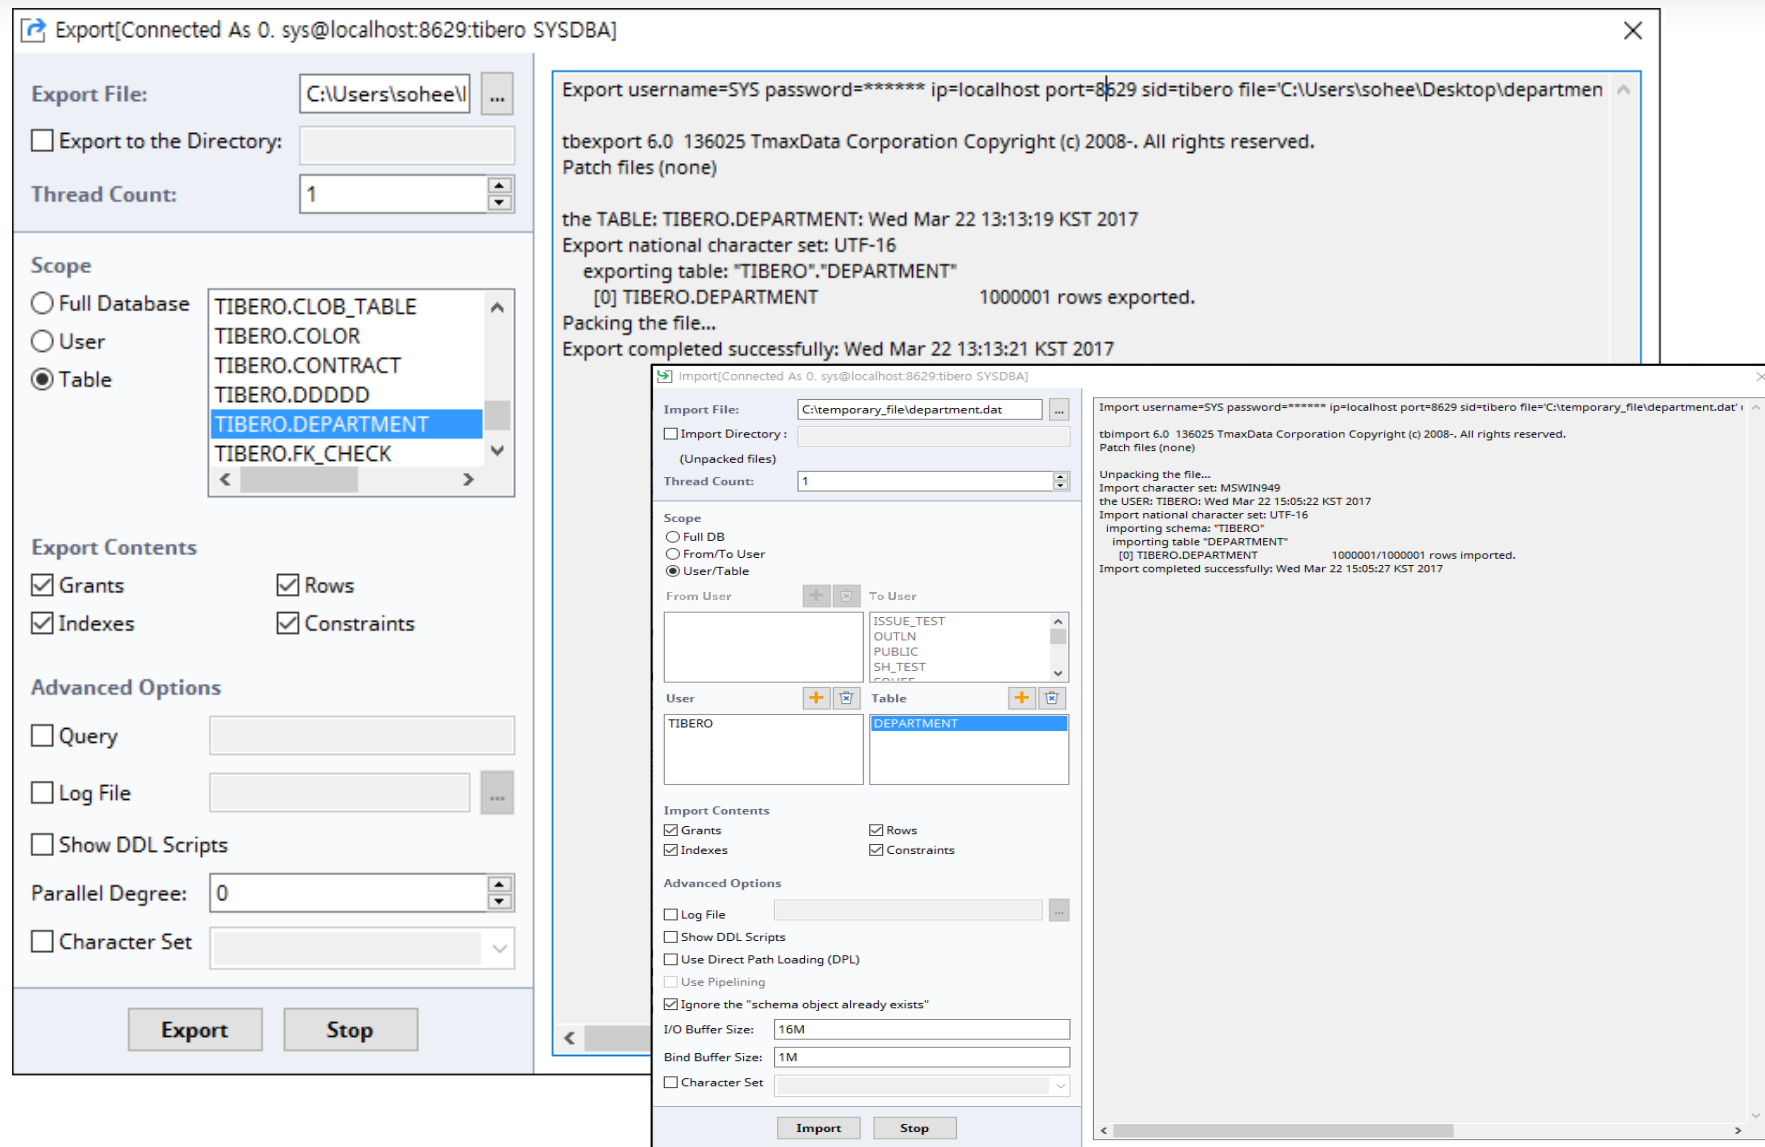 Export[Connected As 0. sys@localhost:8629:tibero SYSDBA]
Export File:
C:\Users\sohee\
...
Export to the Directory:
Thread Count:
1
Scope
Full Database
User
Table
TIBERO.CLOB_TABLE
TIBERO.COLOR
TIBERO.CONTRACT
TIBERO.DDDDD
TIBERO.DEPARTMENT
TIBERO.FK_CHECK
Export Contents
Grants
Rows
Indexes
Constraints
Advanced Options
Query
Log File
...
Show DDL Scripts
Parallel Degree:
0
Character Set
Export
Stop
Export username=SYS password=****** ip=localhost port=8629 sid=tibero file='C:\Users\sohee\Desktop\departmen
tbexport 6.0 136025 TmaxData Corporation Copyright (c) 2008-. All rights reserved.
Patch files (none)
the TABLE: TIBERO.DEPARTMENT: Wed Mar 22 13:13:19 KST 2017
Export national character set: UTF-16
exporting table: "TIBERO"."DEPARTMENT"
[0] TIBERO.DEPARTMENT 1000001 rows exported.
Packing the file...
Export completed successfully: Wed Mar 22 13:13:21 KST 2017
Import[Connected As 0. sys@localhost:8629:tibero SYSDBA]
Import File:
C:\temporary_file\department.dat
...
Import Directory :
(Unpacked files)
Thread Count:
1
Scope
Full DB
From/To User
User/Table
From User
To User
ISSUE_TEST
OUTLN
PUBLIC
SH_TEST
User
Table
TIBERO
DEPARTMENT
Import Contents
Grants
Rows
Indexes
Constraints
Advanced Options
Log File
...
Show DDL Scripts
Use Direct Path Loading (DPL)
Use Pipelining
Ignore the "schema object already exists"
I/O Buffer Size:
16M
Bind Buffer Size:
1M
Character Set
Import
Stop
Import username=SYS password=****** ip=localhost port=8629 sid=tibero file='C:\temporary_file\department.dat'
tbimport 6.0 136025 TmaxData Corporation Copyright (c) 2008-. All rights reserved.
Patch files (none)
Unpacking the file...
Import character set: MSWIN949
the USER: TIBERO: Wed Mar 22 15:05:22 KST 2017
Import national character set: UTF-16
importing schema: "TIBERO"
importing table "DEPARTMENT"
[0] TIBERO.DEPARTMENT 1000001/1000001 rows imported.
Import completed successfully: Wed Mar 22 15:05:27 KST 2017